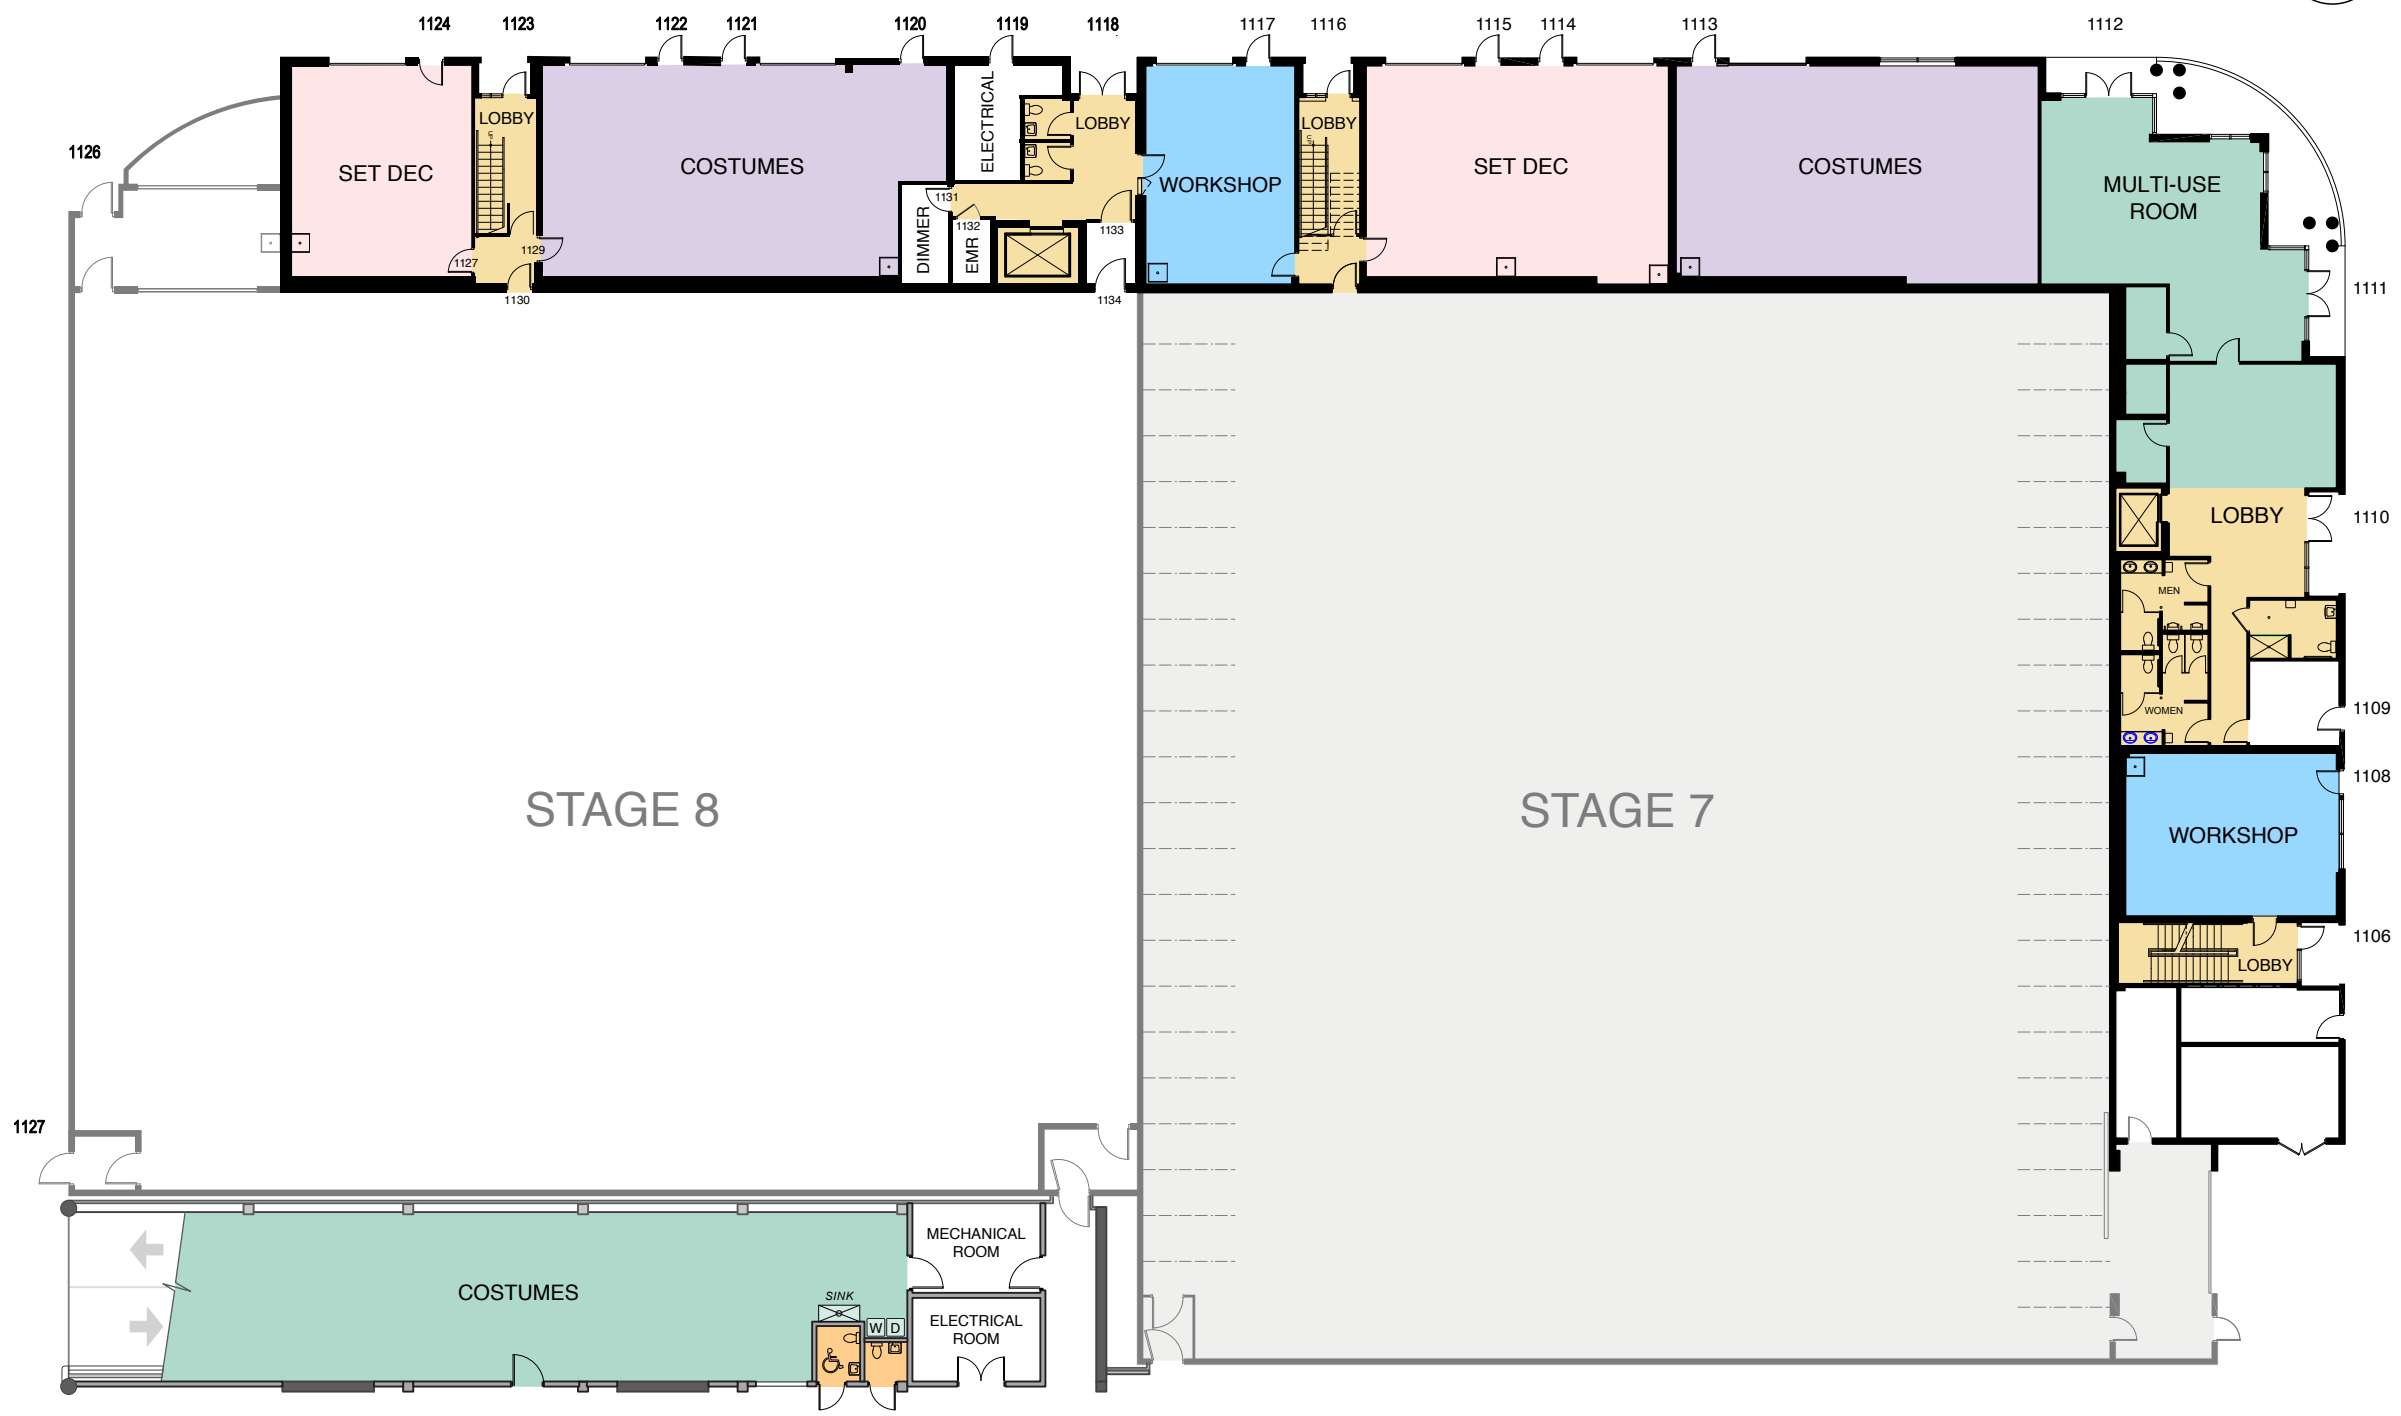 1124
1123
1122
1121
1120
1119
1118
1117
1116
1115
1114
1113
1112
1126
SET DEC
LOBBY
UP
COSTUMES
ELECTRICAL
LOBBY
WORKSHOP
LOBBY
UP
SET DEC
COSTUMES
MULTI-USE
ROOM
1127
1129
1130
DIMMER
1131
1132
EMR
1133
1134
1111
LOBBY
1110
MEN
WOMEN
1109
1108
WORKSHOP
STAGE 8
STAGE 7
1106
LOBBY
1127
MECHANICAL
ROOM
COSTUMES
SINK
W D
ELECTRICAL
ROOM